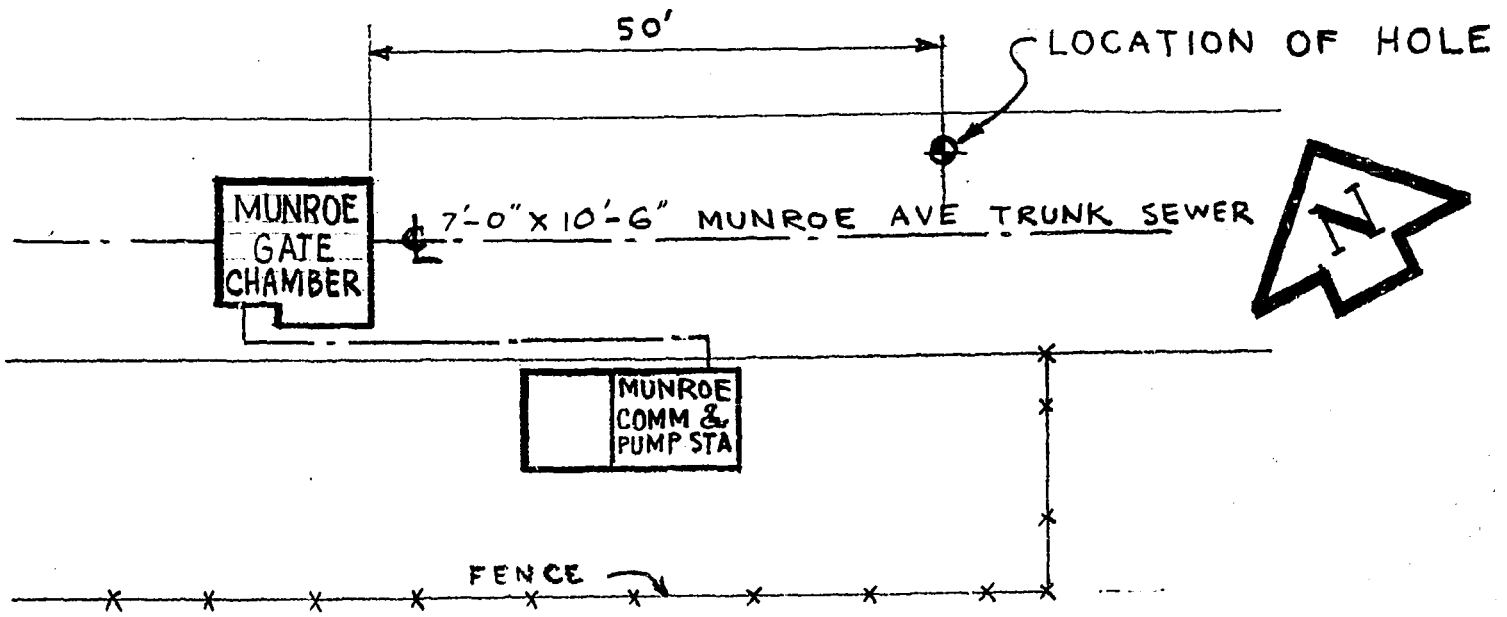 50'
LOCATION OF HOLE
MUNROE
GATE
CHAMBER
℄ 7'-0" X 10'-6" MUNROE AVE TRUNK SEWER
N
MUNROE
COMM &
PUMP STA
FENCE